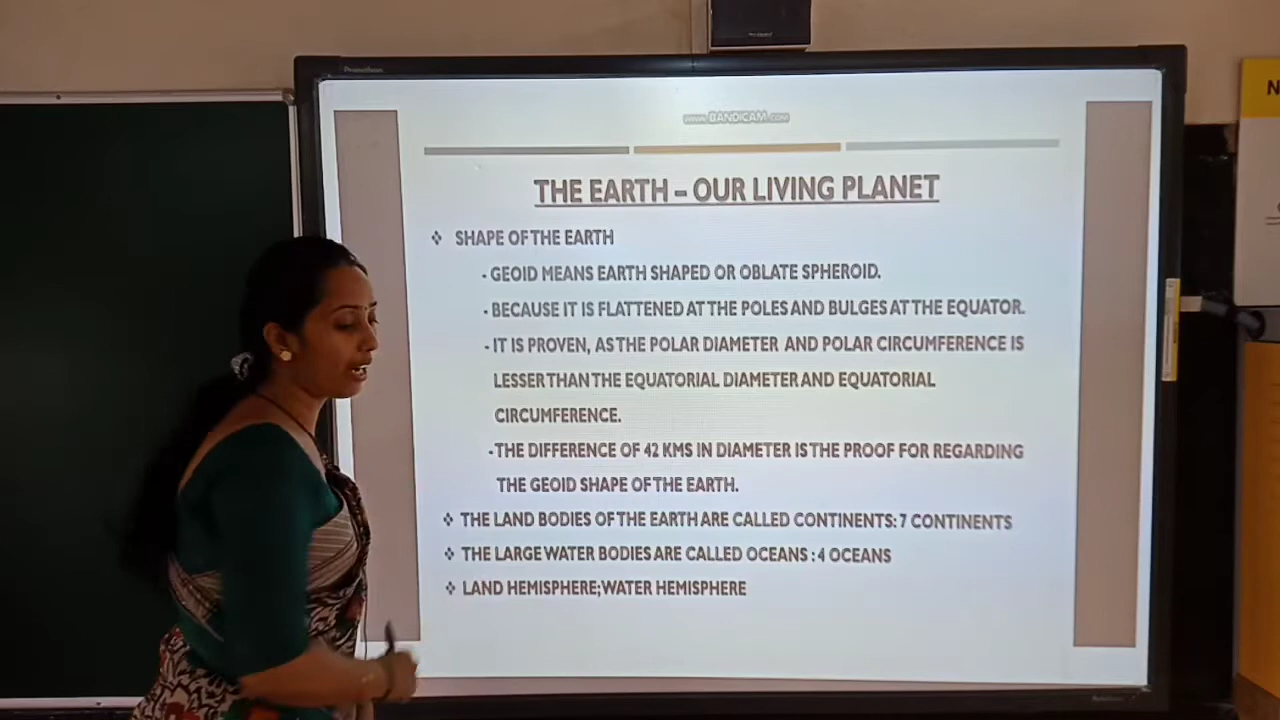 Promethean
WWW.BANDICAM.COM
THE EARTH – OUR LIVING PLANET
❖ SHAPE OF THE EARTH
- GEOID MEANS EARTH SHAPED OR OBLATE SPHEROID.
- BECAUSE IT IS FLATTENED AT THE POLES AND BULGES AT THE EQUATOR.
- IT IS PROVEN, AS THE POLAR DIAMETER AND POLAR CIRCUMFERENCE IS
LESSER THAN THE EQUATORIAL DIAMETER AND EQUATORIAL
CIRCUMFERENCE.
- THE DIFFERENCE OF 42 KMS IN DIAMETER IS THE PROOF FOR REGARDING
THE GEOID SHAPE OF THE EARTH.
❖ THE LAND BODIES OF THE EARTH ARE CALLED CONTINENTS: 7 CONTINENTS
❖ THE LARGE WATER BODIES ARE CALLED OCEANS : 4 OCEANS
❖ LAND HEMISPHERE; WATER HEMISPHERE
N